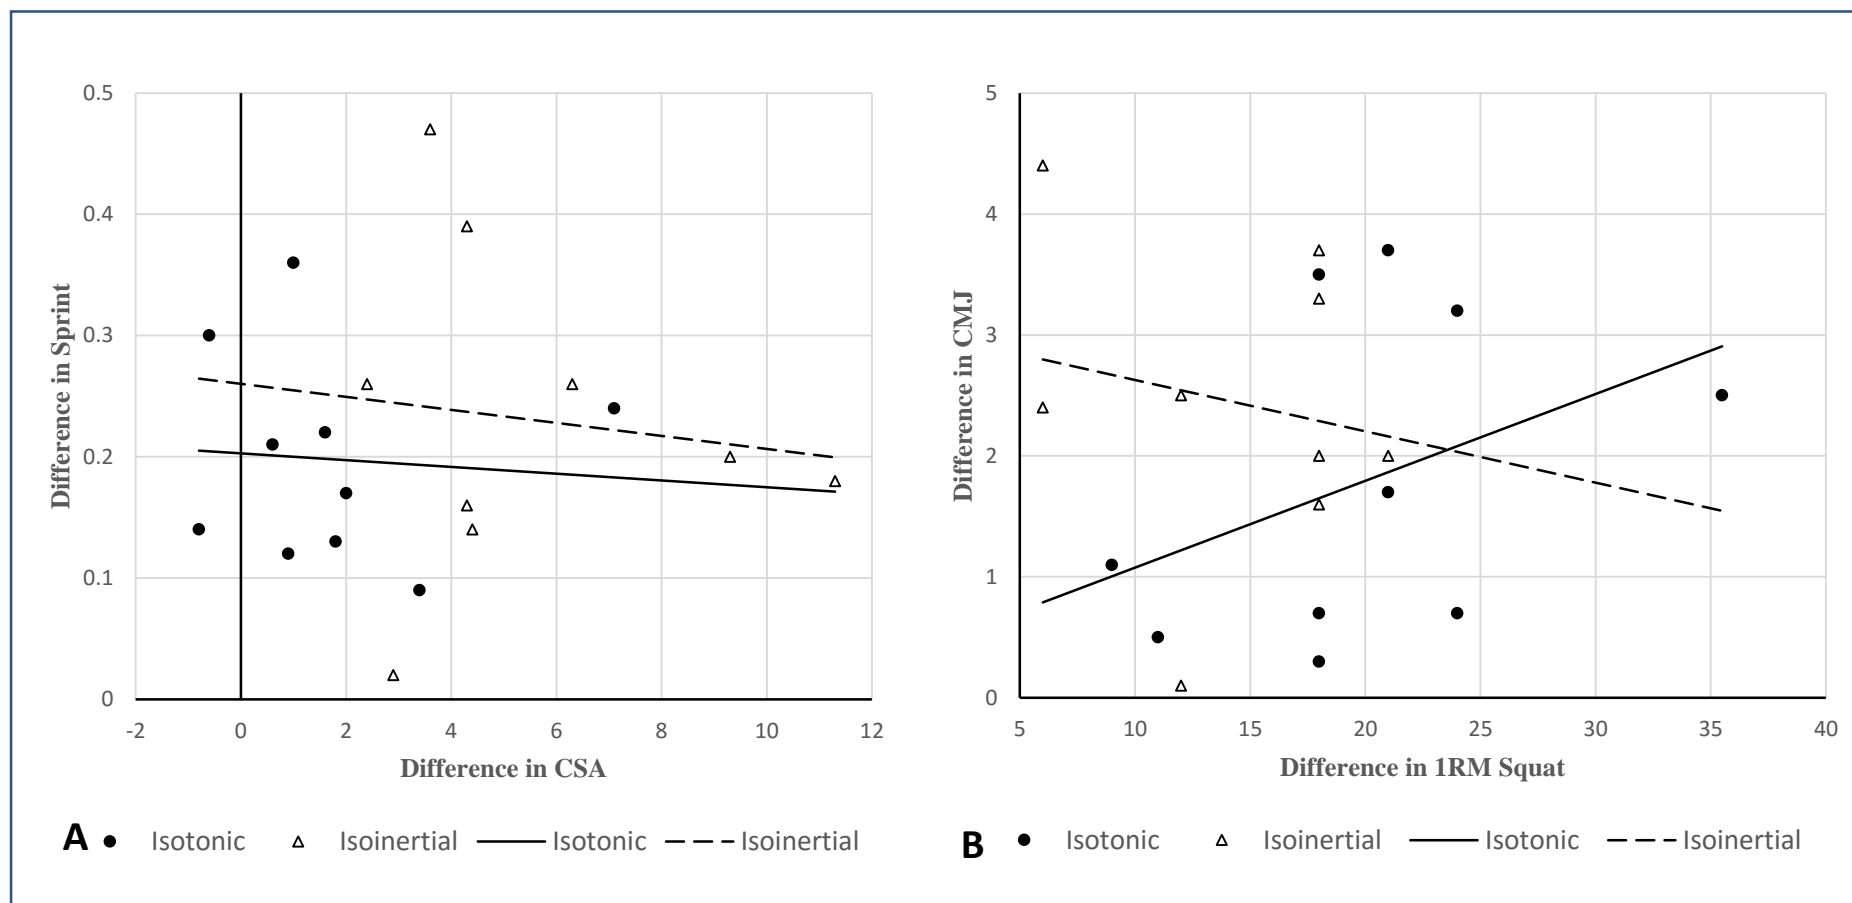 0.5
0.4
0.3
0.2
0.1
0
Difference in Sprint
-2 0 2 4 6 8 10 12
Difference in CSA
A Isotonic Isoinertial Isotonic Isoinertial
5
4
3
2
1
0
Difference in CMJ
5 10 15 20 25 30 35 40
Difference in 1RM Squat
B Isotonic Isoinertial Isotonic Isoinertial